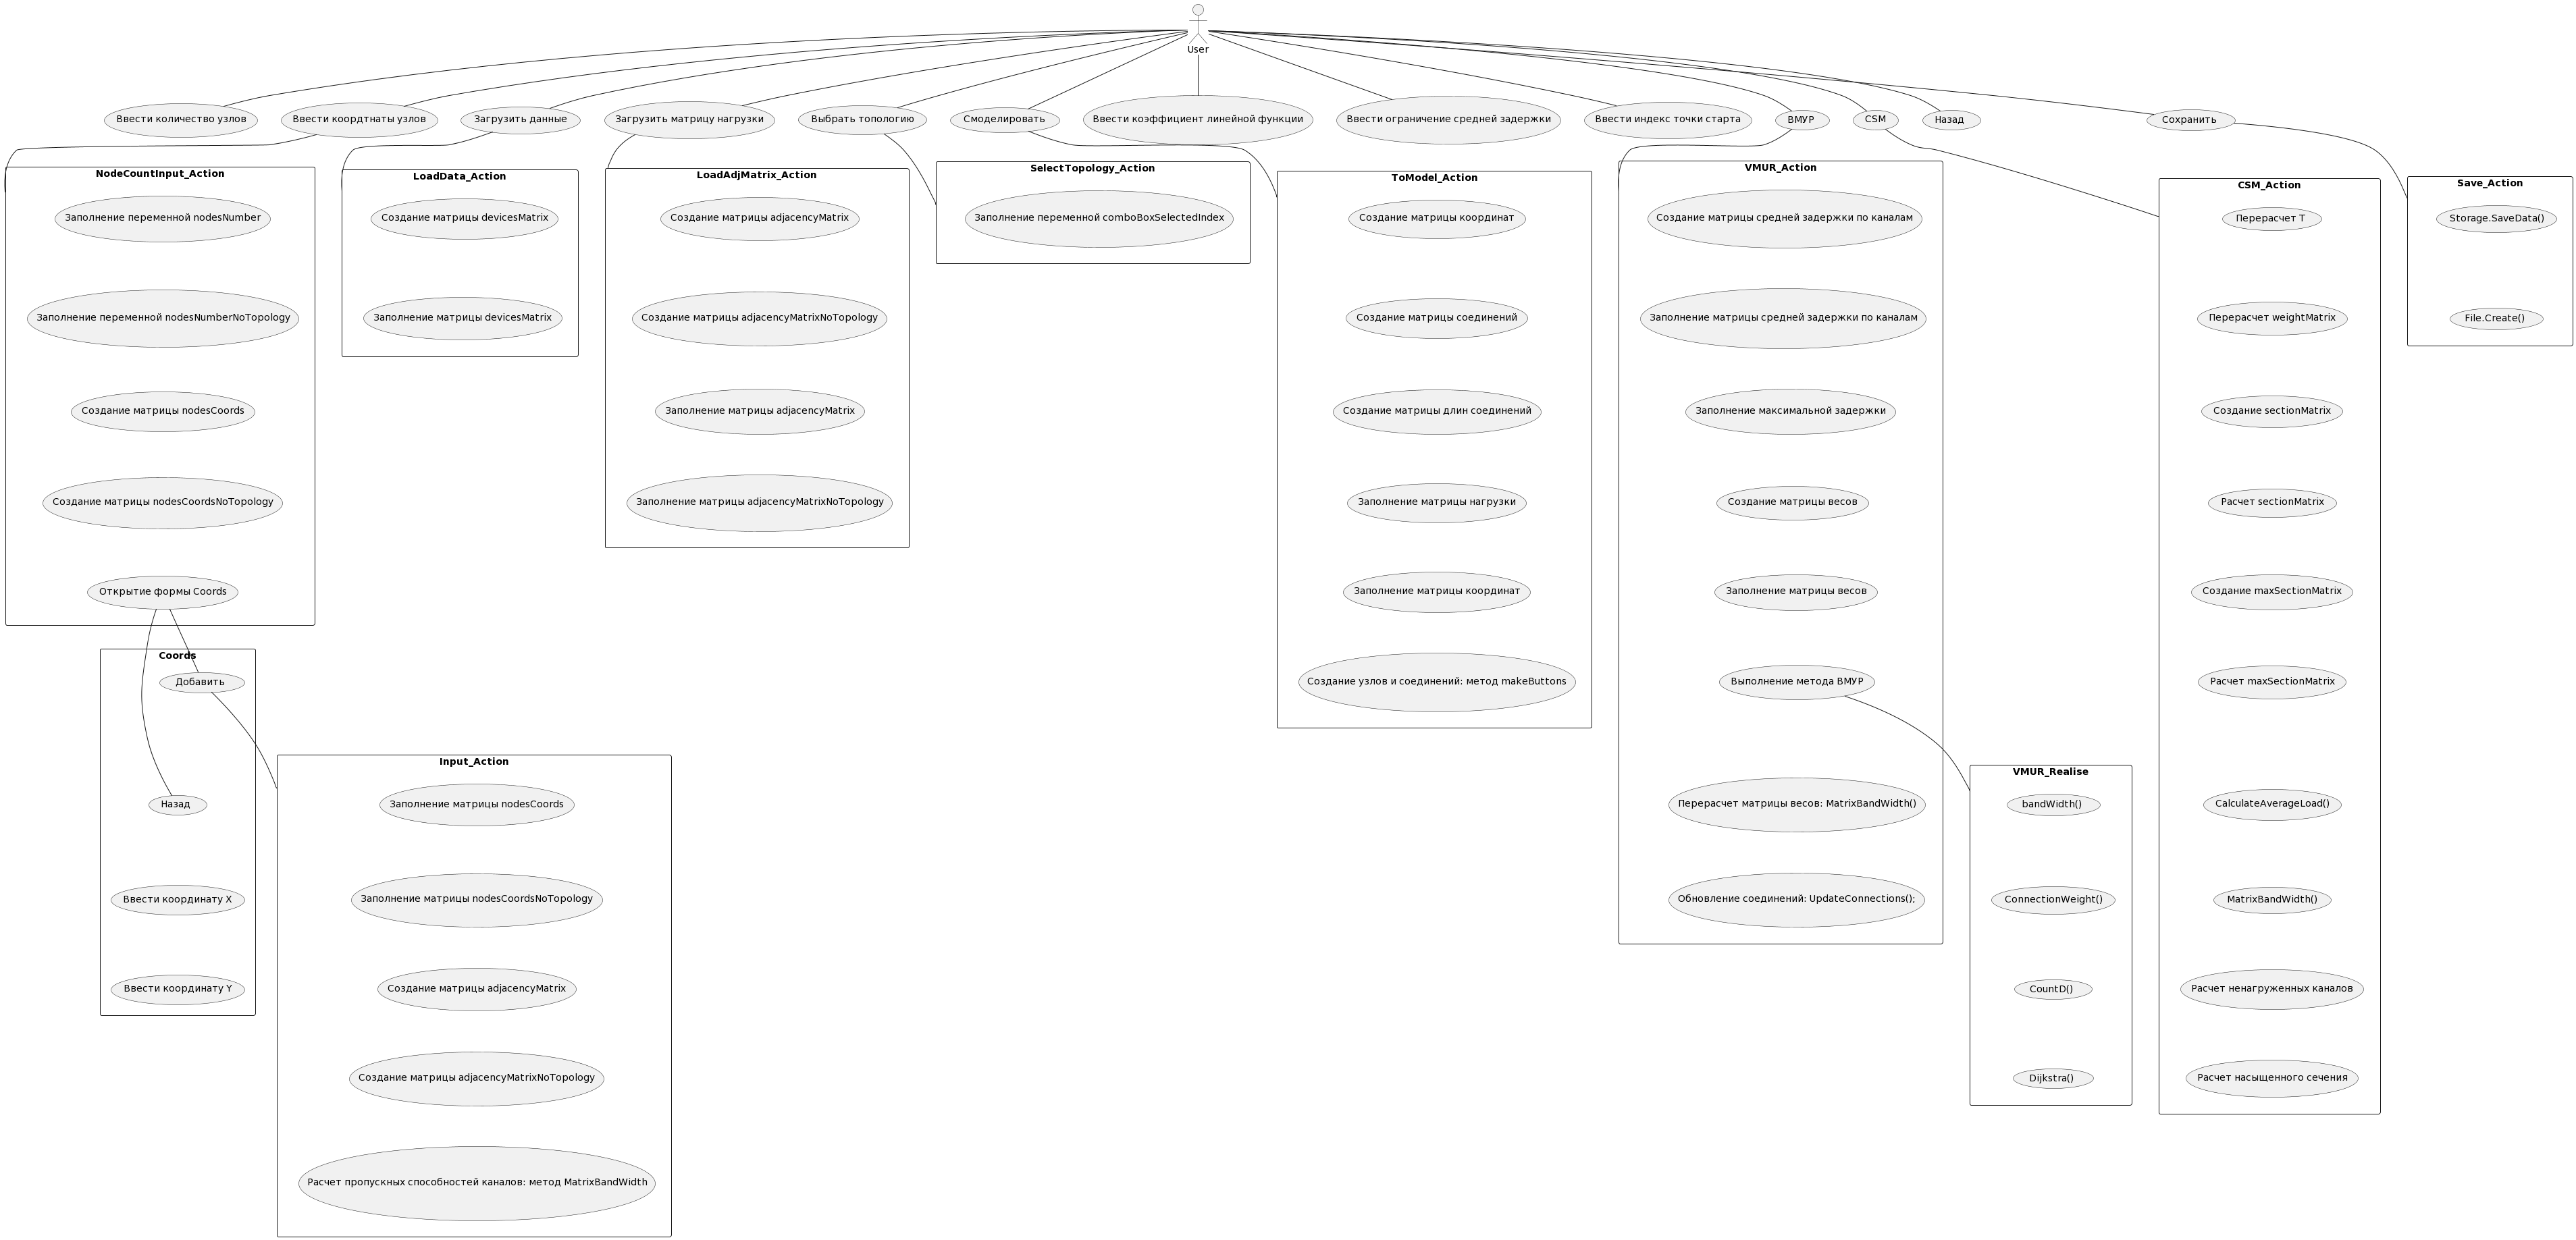 User
Ввести количество узлов
Ввести коордтнаты узлов
Загрузить данные
Загрузить матрицу нагрузки
Выбрать топологию
Смоделировать
Ввести коэффициент линейной функции
Ввести ограничение средней задержки
Ввести индекс точки старта
ВМУР
CSM
Назад
Сохранить
NodeCountInput_Action
Заполнение переменной nodesNumber
Заполнение переменной nodesNumberNoTopology
Создание матрицы nodesCoords
Создание матрицы nodesCoordsNoTopology
Открытие формы Coords
LoadData_Action
Создание матрицы devicesMatrix
Заполнение матрицы devicesMatrix
LoadAdjMatrix_Action
Создание матрицы adjacencyMatrix
Создание матрицы adjacencyMatrixNoTopology
Заполнение матрицы adjacencyMatrix
Заполнение матрицы adjacencyMatrixNoTopology
SelectTopology_Action
Заполнение переменной comboBoxSelectedIndex
ToModel_Action
Создание матрицы координат
Создание матрицы соединений
Создание матрицы длин соединений
Заполнение матрицы нагрузки
Заполнение матрицы координат
Создание узлов и соединений: метод makeButtons
VMUR_Action
Создание матрицы средней задержки по каналам
Заполнение матрицы средней задержки по каналам
Заполнение максимальной задержки
Создание матрицы весов
Заполнение матрицы весов
Выполнение метода ВМУР
Перерасчет матрицы весов: MatrixBandWidth()
Обновление соединений: UpdateConnections();
CSM_Action
Перерасчет T
Перерасчет weightMatrix
Создание sectionMatrix
Расчет sectionMatrix
Создание maxSectionMatrix
Расчет maxSectionMatrix
CalculateAverageLoad()
MatrixBandWidth()
Расчет ненагруженных каналов
Расчет насыщенного сечения
Save_Action
Storage.SaveData()
File.Create()
Coords
Добавить
Назад
Ввести координату X
Ввести координату Y
Input_Action
Заполнение матрицы nodesCoords
Заполнение матрицы nodesCoordsNoTopology
Создание матрицы adjacencyMatrix
Создание матрицы adjacencyMatrixNoTopology
Расчет пропускных способностей каналов: метод MatrixBandWidth
VMUR_Realise
bandWidth()
ConnectionWeight()
CountD()
Dijkstra()